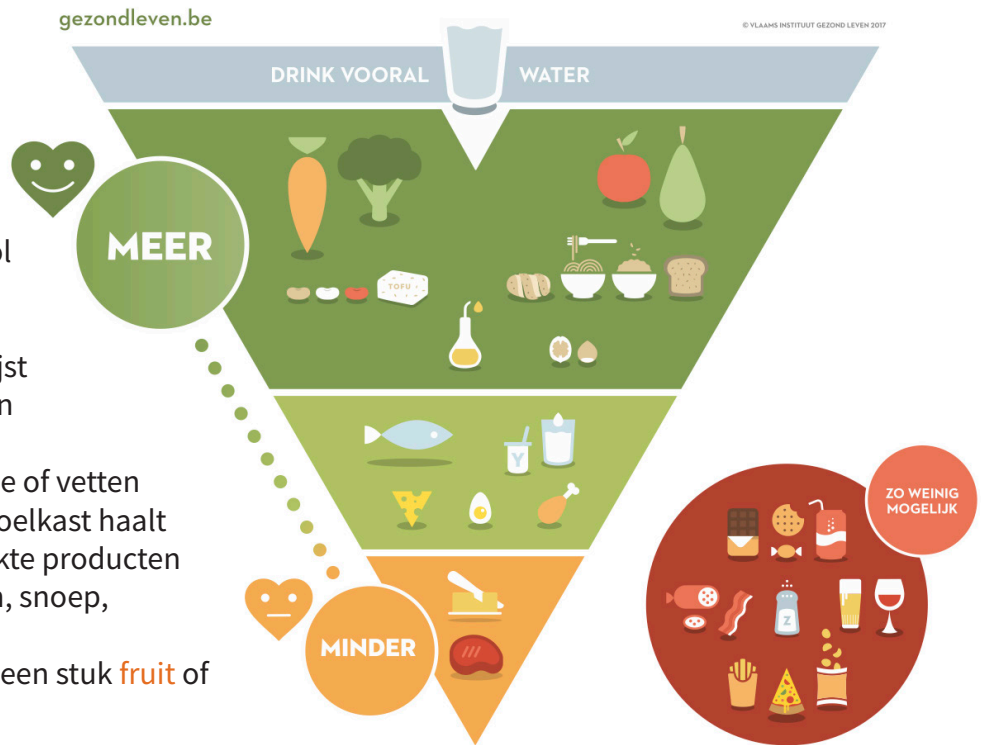 gezondleven.be
© VLAAMS INSTITUUT GEZOND LEVEN 2017
DRINK VOORAL WATER
MEER
TOFU
Y
MINDER
ZO WEINIG
MOGELIJK
Z
ol
jst
n
e of vetten
oelkast haalt
kte producten
n, snoep,
een stuk fruit of